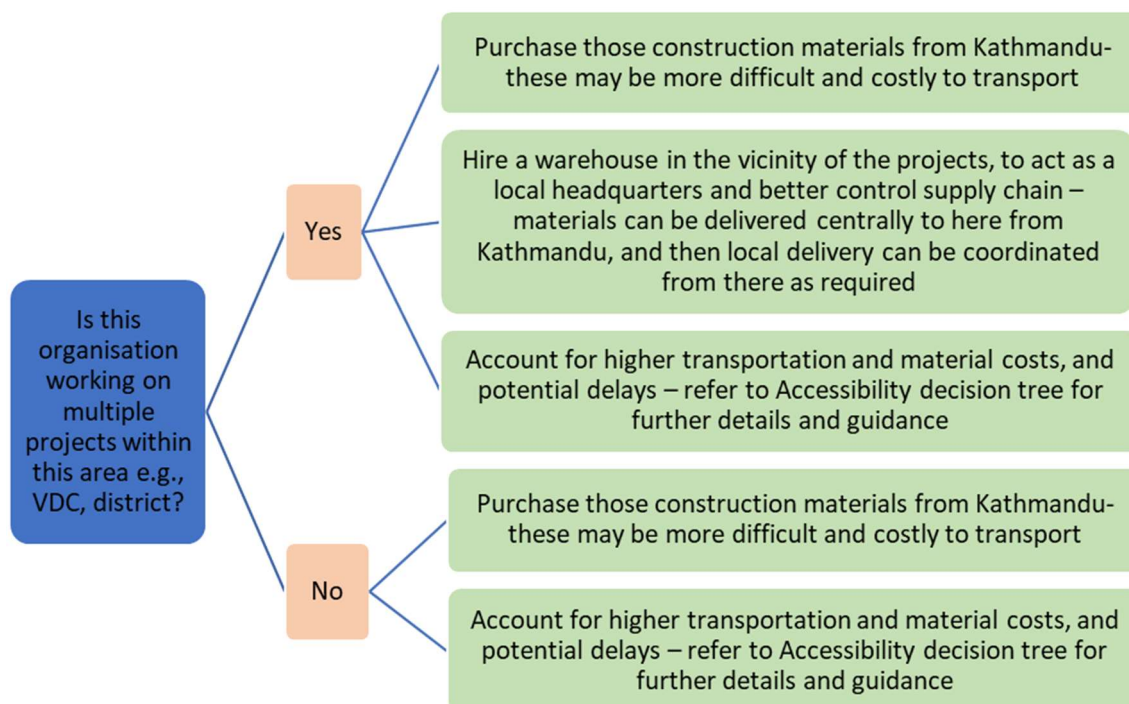 Is this
organisation
working on
multiple
projects within
this area e.g.,
VDC, district?
Yes
Purchase those construction materials from Kathmandu-
these may be more difficult and costly to transport
Hire a warehouse in the vicinity of the projects, to act as a
local headquarters and better control supply chain –
materials can be delivered centrally to here from
Kathmandu, and then local delivery can be coordinated
from there as required
Account for higher transportation and material costs, and
potential delays – refer to Accessibility decision tree for
further details and guidance
No
Purchase those construction materials from Kathmandu-
these may be more difficult and costly to transport
Account for higher transportation and material costs, and
potential delays – refer to Accessibility decision tree for
further details and guidance